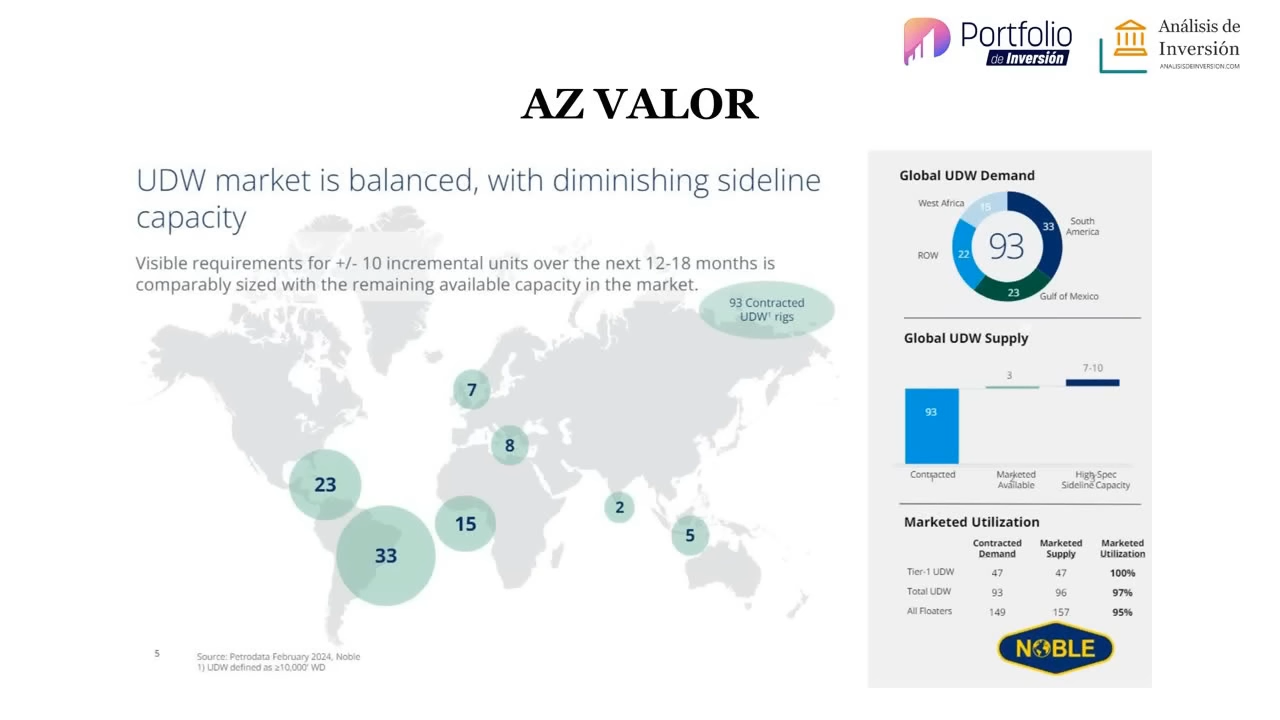 Portfolio
de Inversión
Análisis de
Inversión
ANALISISDEINVERSION.COM
AZ VALOR
UDW market is balanced, with diminishing sideline
capacity
Visible requirements for +/- 10 incremental units over the next 12-18 months is
comparably sized with the remaining available capacity in the market.
93 Contracted
UDW¹ rigs
7
8
23
15
2
33
5
5
Source: Petrodata February 2024, Noble
1) UDW defined as ≥10,000' WD
Global UDW Demand
West Africa
15
33
South
America
93
ROW
22
23
Gulf of Mexico
Global UDW Supply
93
3
7-10
Contracted
Marketed
Available
High-Spec
Sideline Capacity
Marketed Utilization
Contracted
Demand
Marketed
Supply
Marketed
Utilization
Tier-1 UDW 47 47 100%
Total UDW 93 96 97%
All Floaters 149 157 95%
NOBLE